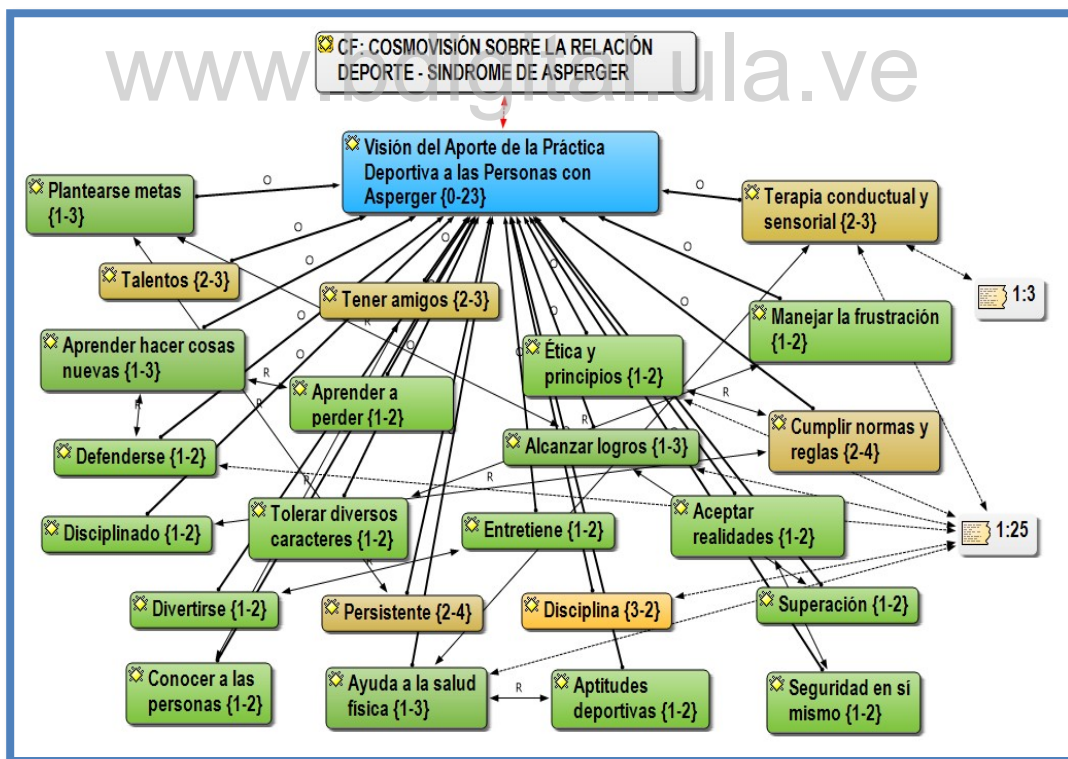 www.bdigital.ula.ve
CF: COSMOVISIÓN SOBRE LA RELACIÓN
DEPORTE - SINDROME DE ASPERGER
Visión del Aporte de la Práctica
Deportiva a las Personas con
Asperger {0-23}
Plantearse metas
{1-3}
Terapia conductual y
sensorial {2-3}
Talentos {2-3}
Tener amigos {2-3}
1:3
Manejar la frustración
{1-2}
Aprender hacer cosas
nuevas {1-3}
Ética y
principios {1-2}
Aprender a
perder {1-2}
Cumplir normas y
reglas {2-4}
Defenderse {1-2}
Alcanzar logros {1-3}
Disciplinado {1-2}
Tolerar diversos
caracteres {1-2}
Entretiene {1-2}
Aceptar
realidades {1-2}
1:25
Divertirse {1-2}
Persistente {2-4}
Disciplina {3-2}
Superación {1-2}
Conocer a las
personas {1-2}
Ayuda a la salud
física {1-3}
R
Aptitudes
deportivas {1-2}
Seguridad en sí
mismo {1-2}
O
O
O
O
O
O
O
O
O
O
R
R
R
R